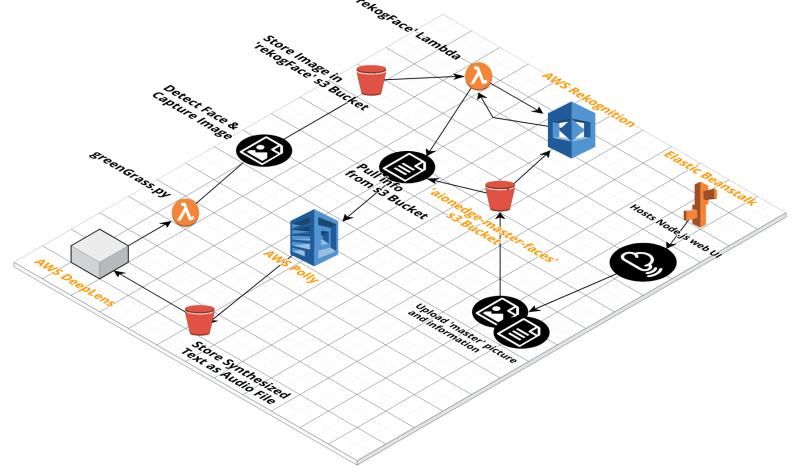 'rekogFace' Lambda
Store Image in
'rekogFace' s3 Bucket
AWS Rekognition
Detect Face &
Capture Image
Elastic Beanstalk
greenGrass.py
Pull info
from s3 Bucket
'aionedge-master-faces'
s3 Bucket
Hosts Node.js web UI
AWS DeepLens
AWS Polly
Upload 'master' picture
and information
Store Synthesized
Text as Audio File